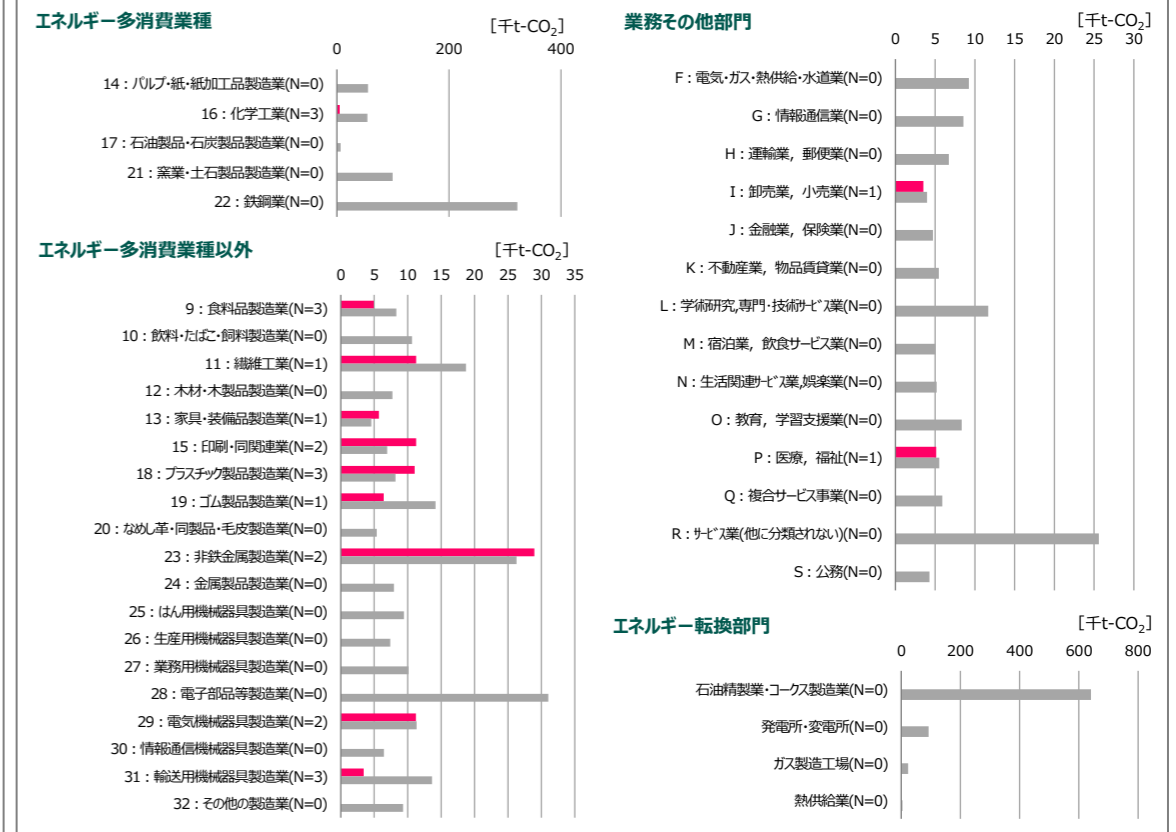 エネルギー多消費業種
[千t-CO₂]
0 200 400
14：パルプ・紙・紙加工品製造業(N=0)
16：化学工業(N=3)
17：石油製品・石炭製品製造業(N=0)
21：窯業・土石製品製造業(N=0)
22：鉄鋼業(N=0)
エネルギー多消費業種以外
[千t-CO₂]
0 5 10 15 20 25 30 35
9：食料品製造業(N=3)
10：飲料・たばこ・飼料製造業(N=0)
11：繊維工業(N=1)
12：木材・木製品製造業(N=0)
13：家具・装備品製造業(N=1)
15：印刷・同関連業(N=2)
18：プラスチック製品製造業(N=3)
19：ゴム製品製造業(N=1)
20：なめし革・同製品・毛皮製造業(N=0)
23：非鉄金属製造業(N=2)
24：金属製品製造業(N=0)
25：はん用機械器具製造業(N=0)
26：生産用機械器具製造業(N=0)
27：業務用機械器具製造業(N=0)
28：電子部品等製造業(N=0)
29：電気機械器具製造業(N=2)
30：情報通信機械器具製造業(N=0)
31：輸送用機械器具製造業(N=3)
32：その他の製造業(N=0)
業務その他部門
[千t-CO₂]
0 5 10 15 20 25 30
F：電気・ガス・熱供給・水道業(N=0)
G：情報通信業(N=0)
H：運輸業，郵便業(N=0)
I：卸売業，小売業(N=1)
J：金融業，保険業(N=0)
K：不動産業，物品賃貸業(N=0)
L：学術研究,専門・技術サービス業(N=0)
M：宿泊業，飲食サービス業(N=0)
N：生活関連サービス業,娯楽業(N=0)
O：教育，学習支援業(N=0)
P：医療，福祉(N=1)
Q：複合サービス事業(N=0)
R：サービス業(他に分類されない)(N=0)
S：公務(N=0)
エネルギー転換部門
[千t-CO₂]
0 200 400 600 800
石油精製業・コークス製造業(N=0)
発電所・変電所(N=0)
ガス製造工場(N=0)
熱供給業(N=0)